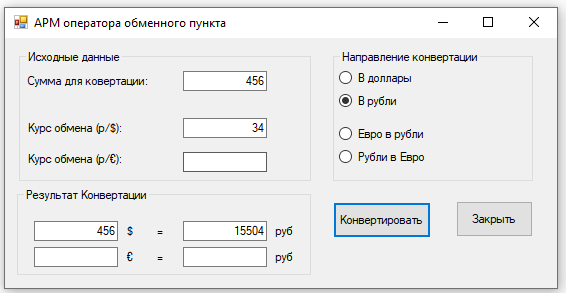 АРМ оператора обменного пункта
Исходные данные
Сумма для ковертации: 456
Курс обмена (р/$): 34
Курс обмена (р/€):
Направление конвертации
В доллары
В рубли
Евро в рубли
Рубли в Евро
Результат Конвертации
456 $ = 15504 руб
€ = руб
Конвертировать
Закрыть